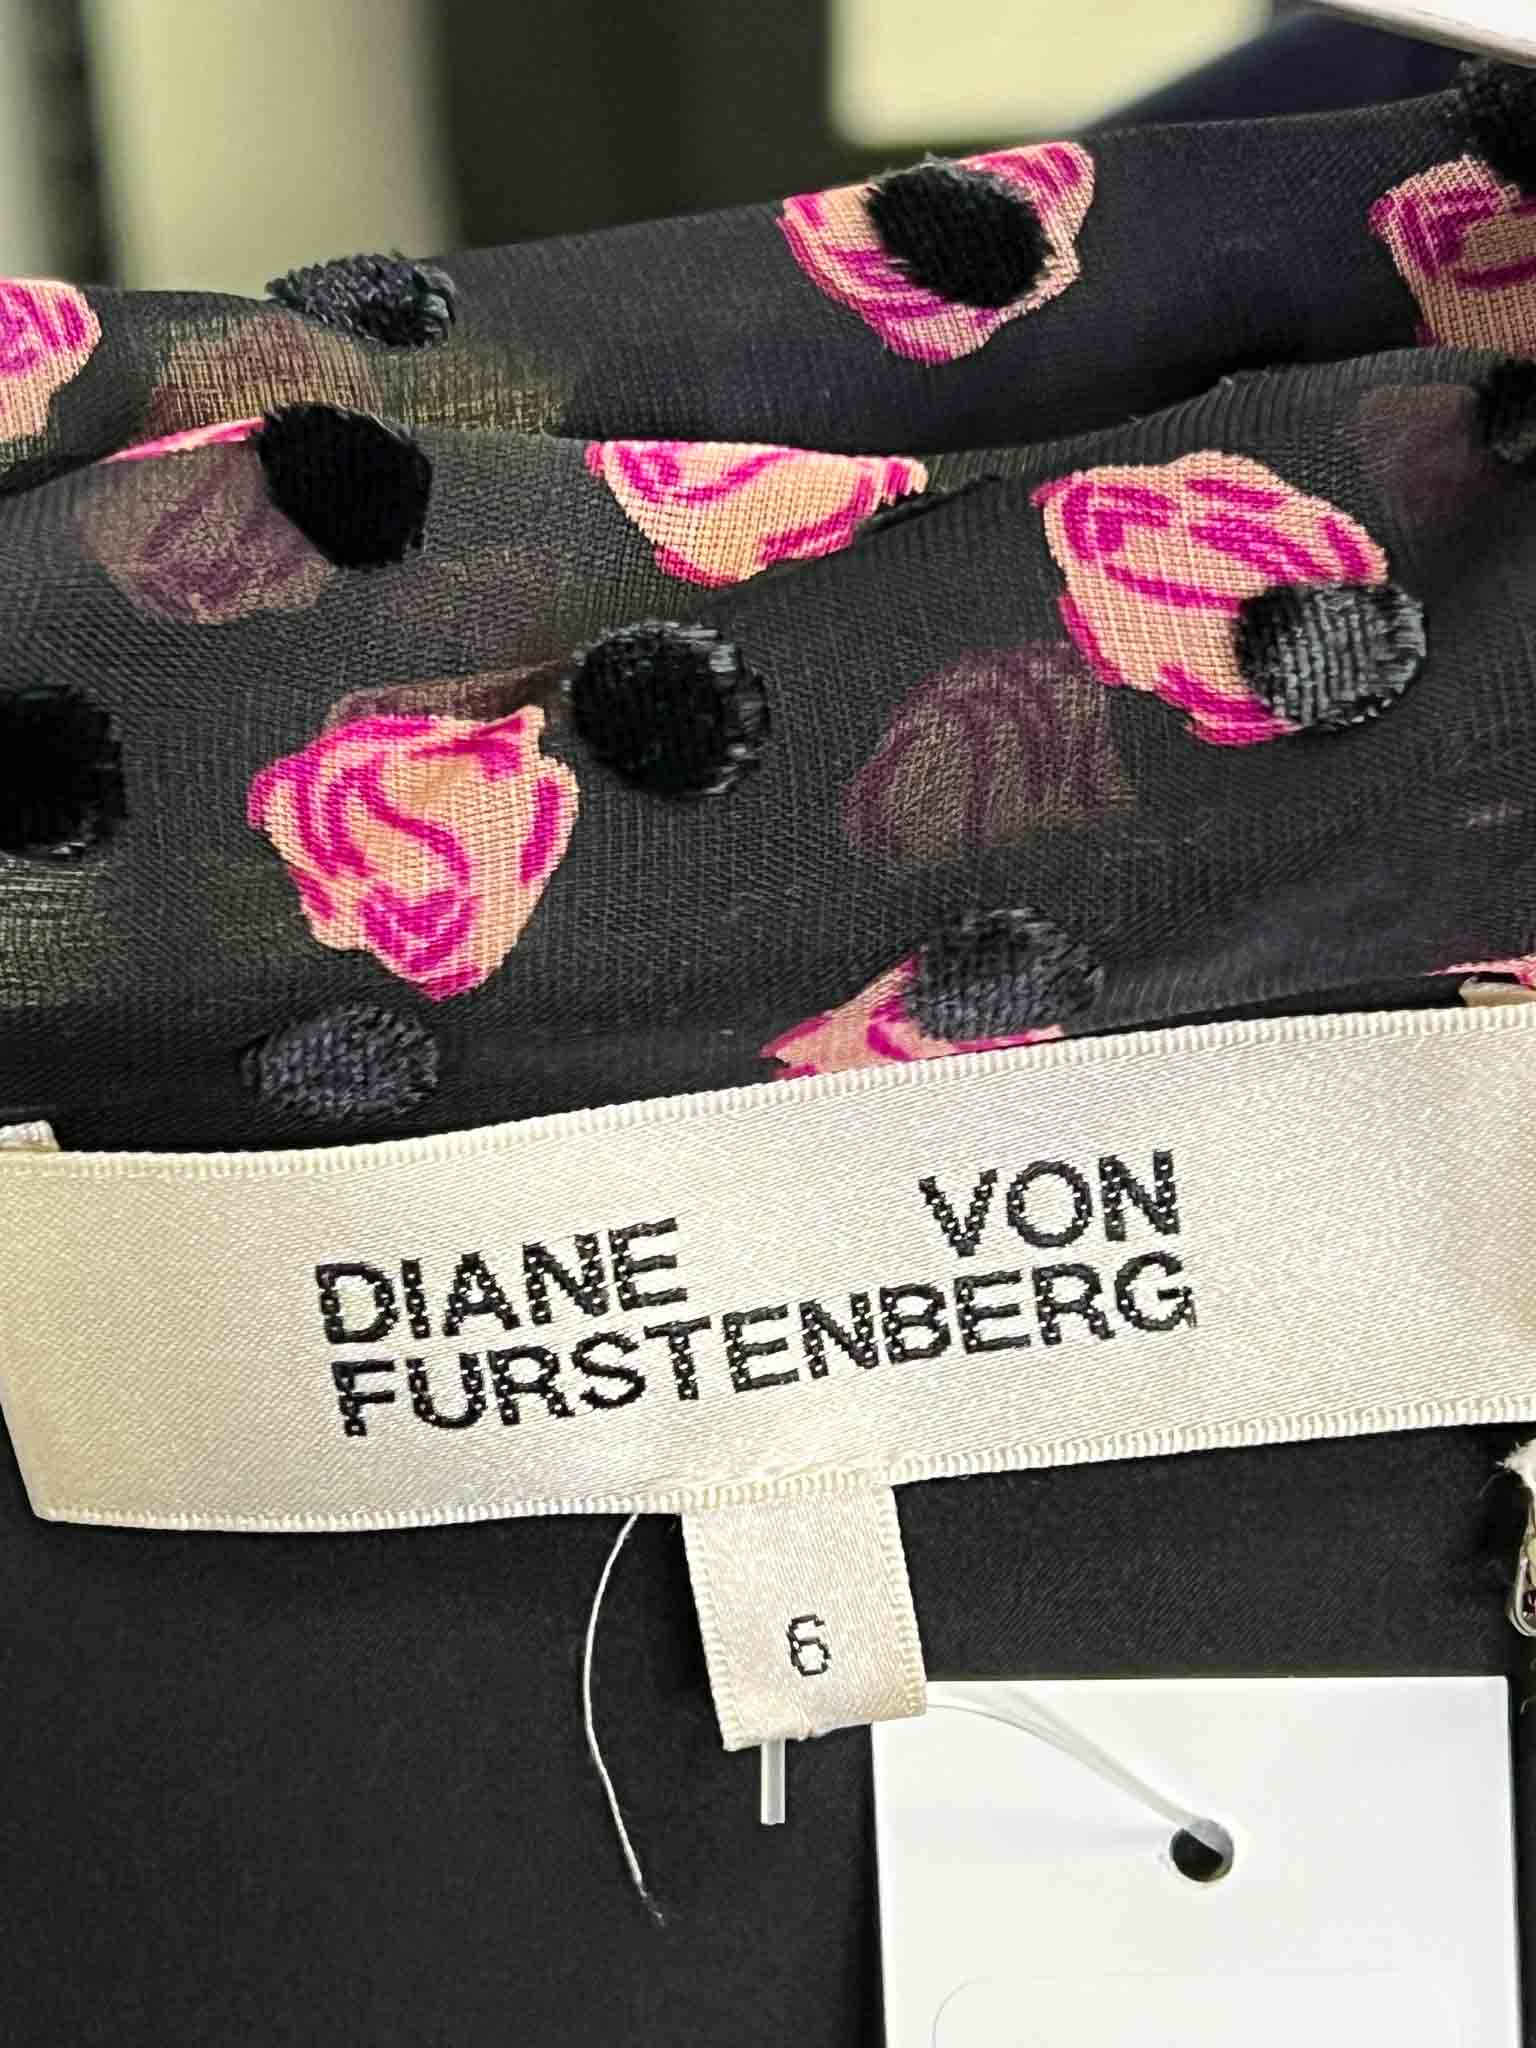 DIANE VON
FURSTENBERG
6